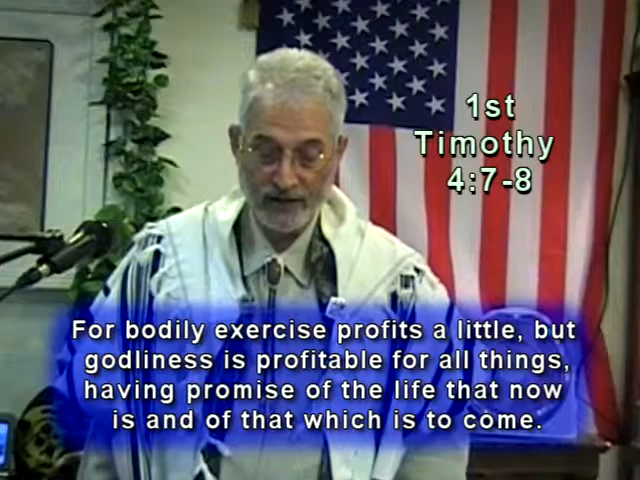 1st
Timothy
4:7-8
For bodily exercise profits a little, but
godliness is profitable for all things,
having promise of the life that now
is and of that which is to come.